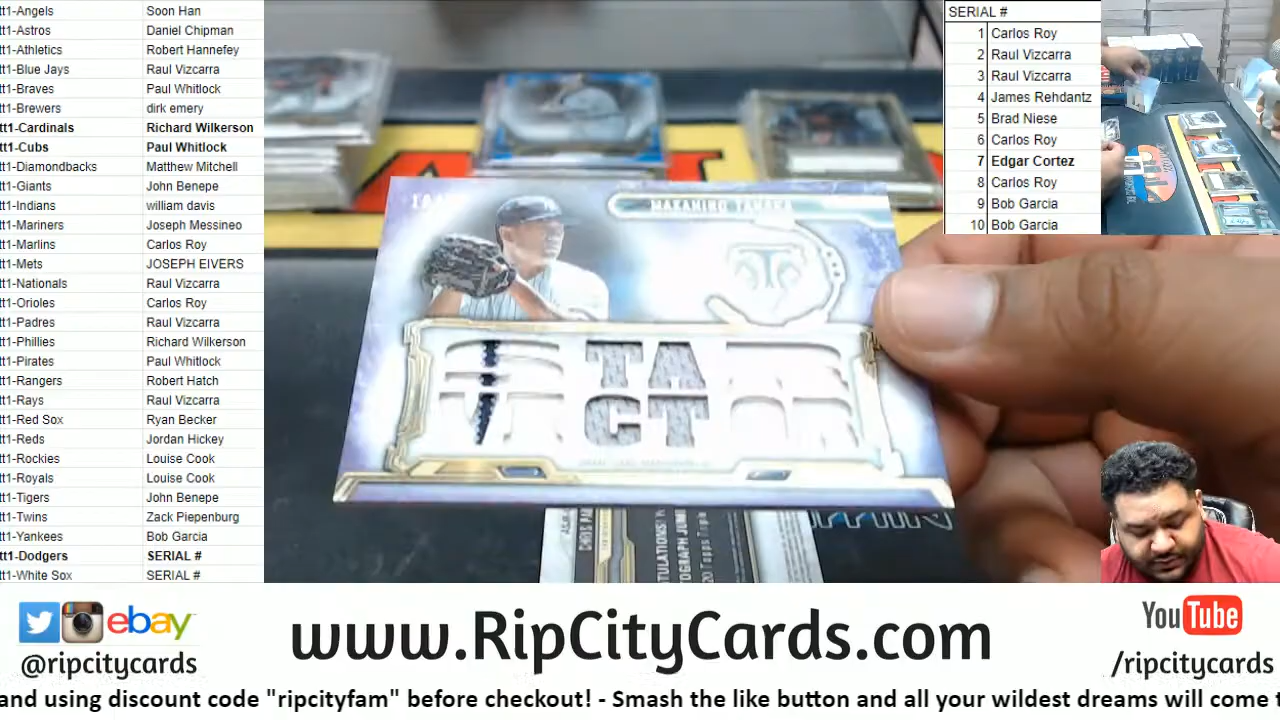 tt1-Angels Soon Han
tt1-Astros Daniel Chipman
tt1-Athletics Robert Hannefey
tt1-Blue Jays Raul Vizcarra
tt1-Braves Paul Whitlock
tt1-Brewers dirk emery
tt1-Cardinals Richard Wilkerson
tt1-Cubs Paul Whitlock
tt1-Diamondbacks Matthew Mitchell
tt1-Giants John Benepe
tt1-Indians william davis
tt1-Mariners Joseph Messineo
tt1-Marlins Carlos Roy
tt1-Mets JOSEPH EIVERS
tt1-Nationals Raul Vizcarra
tt1-Orioles Carlos Roy
tt1-Padres Raul Vizcarra
tt1-Phillies Richard Wilkerson
tt1-Pirates Paul Whitlock
tt1-Rangers Robert Hatch
tt1-Rays Raul Vizcarra
tt1-Red Sox Ryan Becker
tt1-Reds Jordan Hickey
tt1-Rockies Louise Cook
tt1-Royals Louise Cook
tt1-Tigers John Benepe
tt1-Twins Zack Piepenburg
tt1-Yankees Bob Garcia
tt1-Dodgers SERIAL #
tt1-White Sox SERIAL #
SERIAL #
1 Carlos Roy
2 Raul Vizcarra
3 Raul Vizcarra
4 James Rehdantz
5 Brad Niese
6 Carlos Roy
7 Edgar Cortez
8 Carlos Roy
9 Bob Garcia
10 Bob Garcia
MASAHIRO TANAKA
TA
CT
ebay
@ripcitycards
www.RipCityCards.com
YouTube
/ripcitycards
and using discount code "ripcityfam" before checkout! - Smash the like button and all your wildest dreams will come